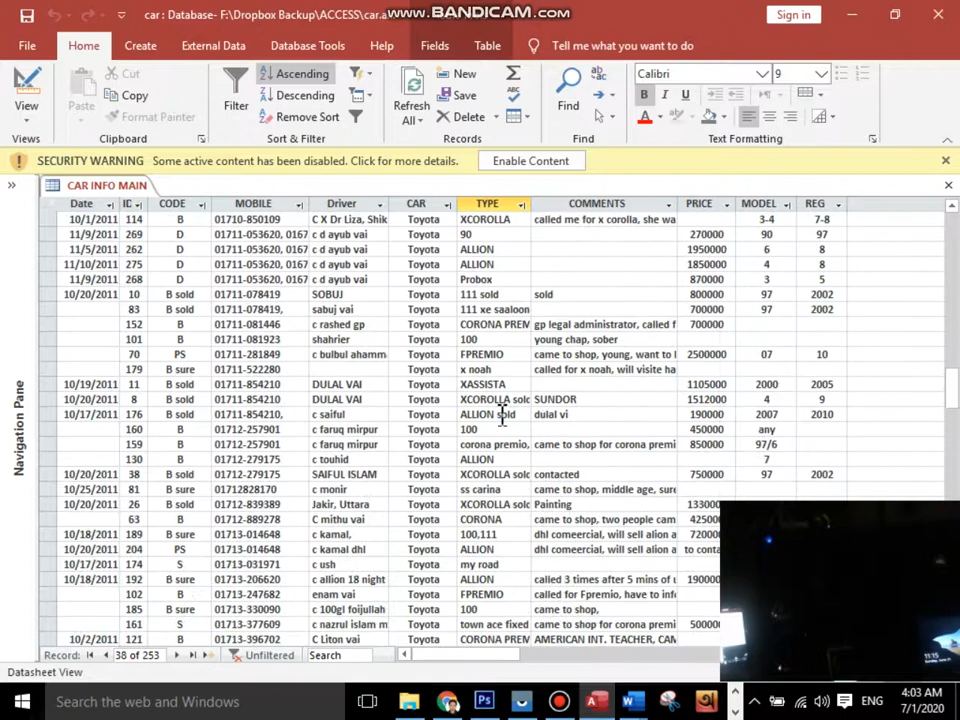 car : Database- F:\Dropbox Backup\ACCESS\car.a
www.BANDICAM.com
Sign in
File Home Create External Data Database Tools Help Fields Table Tell me what you want to do
View
Views
Paste
Cut
Copy
Format Painter
Clipboard
Filter
Ascending
Descending
Remove Sort
Sort & Filter
Refresh All
New
Save
Delete
Records
Find
Find
Calibri 9
B I U
A
Text Formatting
SECURITY WARNING Some active content has been disabled. Click for more details. Enable Content
CAR INFO MAIN
Date ID CODE MOBILE Driver CAR TYPE COMMENTS PRICE MODEL REG
10/1/2011 114 B 01710-850109 C X Dr Liza, Shik Toyota XCOROLLA called me for x corolla, she wa 3-4 7-8
11/9/2011 269 D 01711-053620, 0167 c d ayub vai Toyota 90 270000 90 97
11/5/2011 262 D 01711-053620, 0167 c d ayub vai Toyota ALLION 1950000 6 8
11/10/2011 275 D 01711-053620, 0167 c d ayub vai Toyota ALLION 1850000 4 8
11/9/2011 268 D 01711-053620, 0167 c d ayub vai Toyota Probox 870000 3 5
10/20/2011 10 B sold 01711-078419 SOBUJ Toyota 111 sold sold 800000 97 2002
83 B sold 01711-078419, sabuj vai Toyota 111 xe saaloon 700000 97 2002
152 B 01711-081446 c rashed gp Toyota CORONA PREM gp legal administrator, called f 700000
101 B 01711-081923 shahrier Toyota 100 young chap, sober
70 PS 01711-281849 c bulbul ahamm Toyota FPREMIO came to shop, young, want to l 2500000 07 10
179 B sure 01711-522280 Toyota x noah called for x noah, will visite ha
10/19/2011 11 B sold 01711-854210 DULAL VAI Toyota XASSISTA 1105000 2000 2005
10/20/2011 8 B sold 01711-854210 DULAL VAI Toyota XCOROLLA sold SUNDOR 1512000 4 9
10/17/2011 176 B sold 01711-854210, c saiful Toyota ALLION sold dulal vi 190000 2007 2010
160 B 01712-257901 c faruq mirpur Toyota 100 450000 any
159 B 01712-257901 c faruq mirpur Toyota corona premio, came to shop for corona premi 850000 97/6
130 B 01712-279175 c touhid Toyota ALLION 7
10/20/2011 38 B sold 01712-279175 SAIFUL ISLAM Toyota XCOROLLA sold contacted 750000 97 2002
10/25/2011 81 B sure 01712828170 c monir Toyota ss carina came to shop, middle age, sure
10/20/2011 26 B sold 01712-839389 Jakir, Uttara Toyota XCOROLLA sold Painting 1330000
63 B 01712-889278 C mithu vai Toyota CORONA came to shop, two people cam 425000
10/18/2011 189 B sure 01713-014648 c kamal, Toyota 100,111 dhl comeercial, will sell alion a 720000
10/20/2011 204 PS 01713-014648 c kamal dhl Toyota ALLION dhl comeercial, will sell alion a to contac
10/17/2011 174 S 01713-031971 c ush Toyota my road
10/18/2011 192 B sure 01713-206620 c allion 18 night Toyota ALLION called 3 times after 5 mins of u 1900000
102 B 01713-247682 enam vai Toyota FPREMIO called for Fpremio, have to inf
185 B sure 01713-330090 c 100gl foijullah Toyota 100 came to shop,
161 S 01713-377609 c nazrul islam m Toyota town ace fixed 500000
10/2/2011 121 B 01713-396702 C Liton vai Toyota CORONA PREM AMERICAN INT. TEACHER, CAM
Navigation Pane
Record: 38 of 253 Unfiltered Search
Datasheet View
11:15
Search the web and Windows
ENG
4:03 AM
7/1/2020